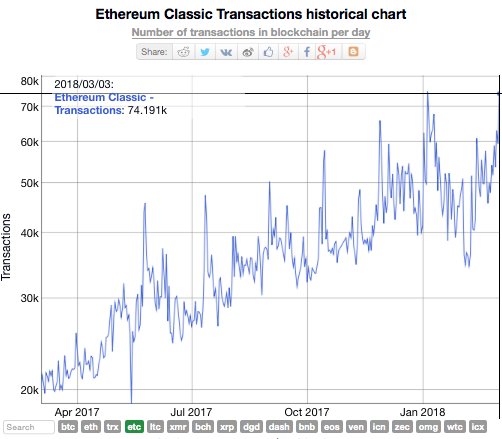 Ethereum Classic Transactions historical chart
Number of transactions in blockchain per day
Share:
g+1
80k
2018/03/03:
Ethereum Classic -
Transactions: 74.191k
70k
60k
50k
40k
30k
20k
Transactions
Apr 2017 Jul 2017 Oct 2017 Jan 2018
Search btc eth trx etc ltc xmr bch xrp dgd dash bnb eos ven icn zec omg wtc icx